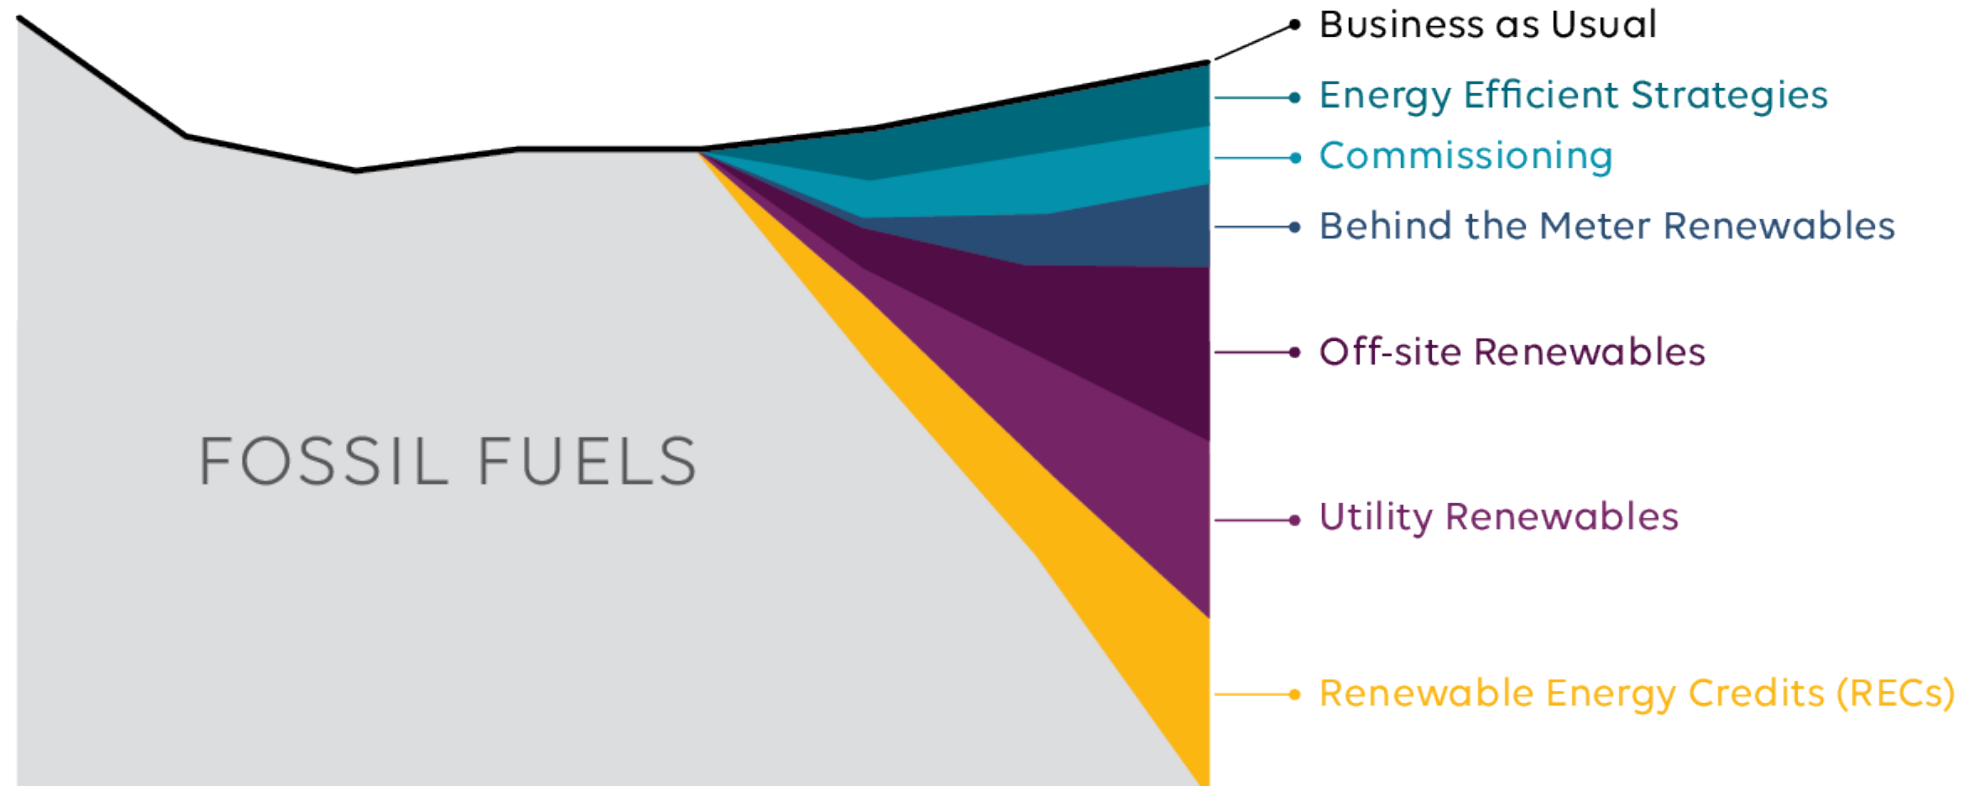 Business as Usual
Energy Efficient Strategies
Commissioning
Behind the Meter Renewables
Off-site Renewables
FOSSIL FUELS
Utility Renewables
Renewable Energy Credits (RECs)